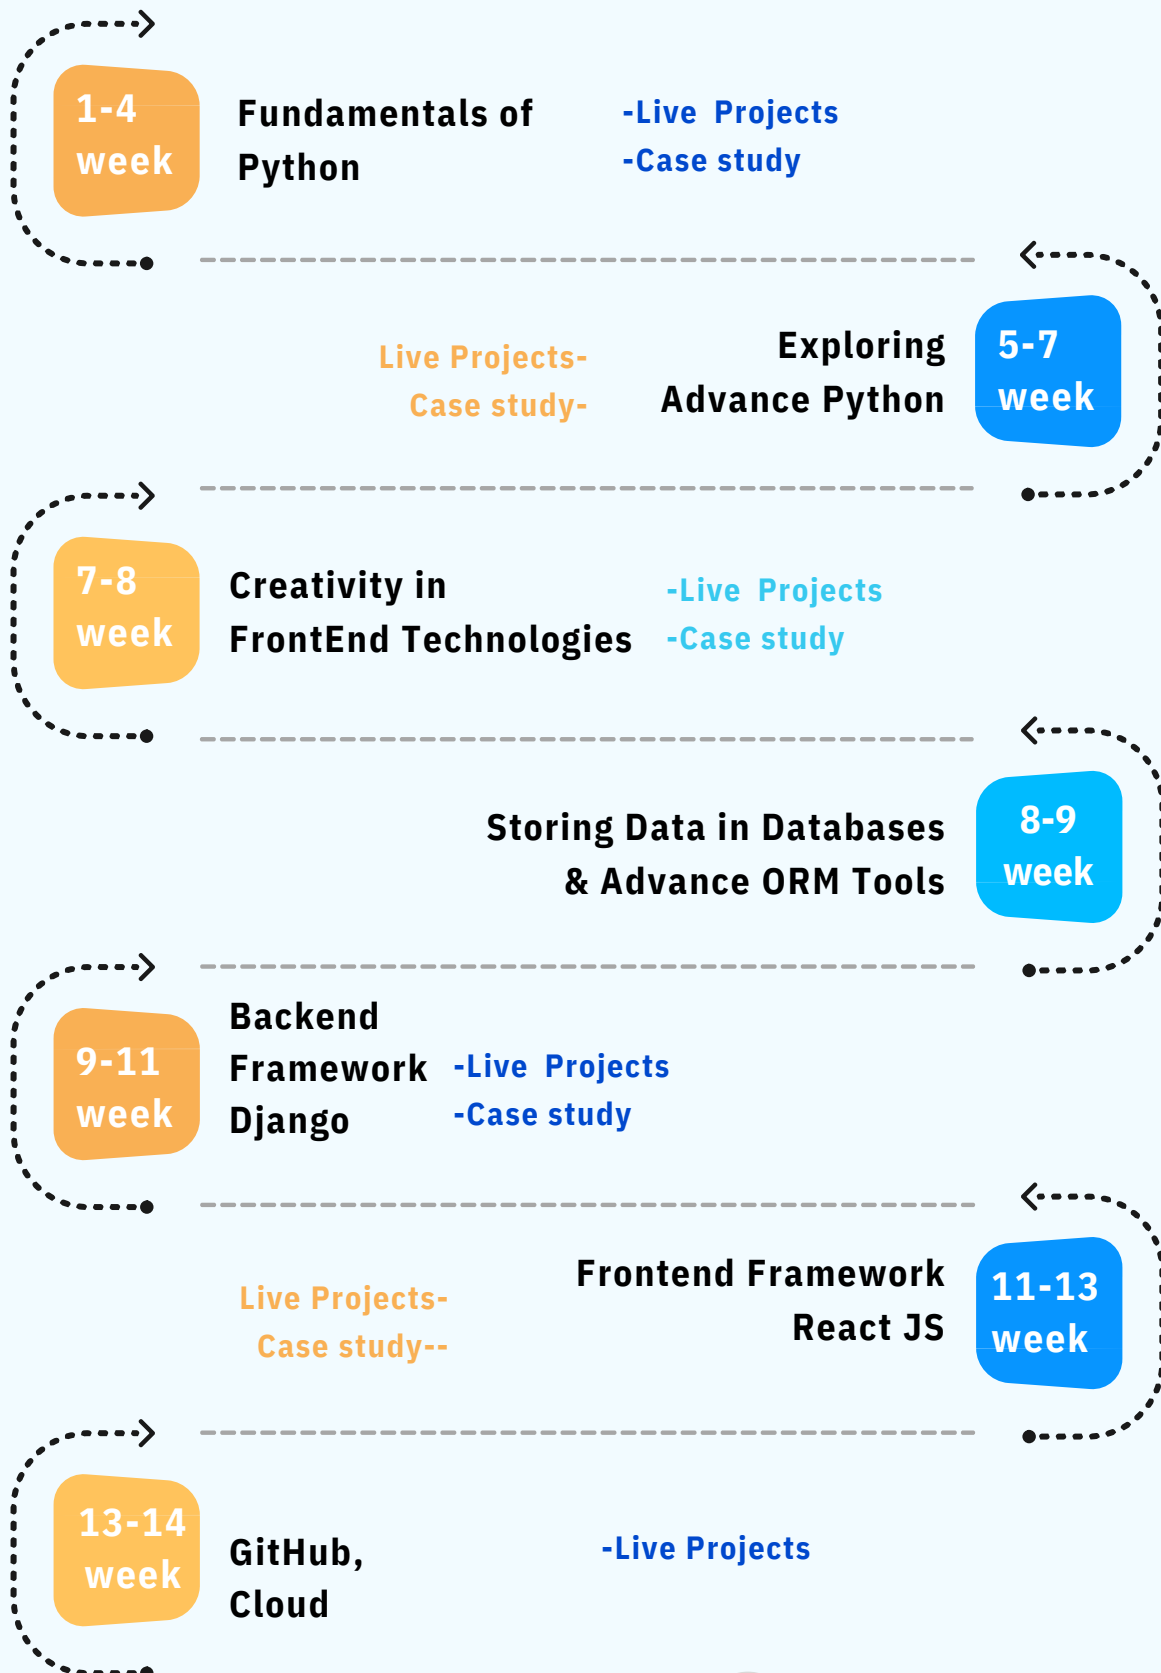 1-4
week
Fundamentals of
Python
-Live  Projects
-Case study
Live Projects-
Case study-
Exploring
Advance Python
5-7
week
7-8
week
Creativity in
FrontEnd Technologies
-Live  Projects
-Case study
Storing Data in Databases
& Advance ORM Tools
8-9
week
9-11
week
Backend
Framework
Django
-Live  Projects
-Case study
Live Projects-
Case study--
Frontend Framework
React JS
11-13
week
13-14
week
GitHub,
Cloud
-Live Projects